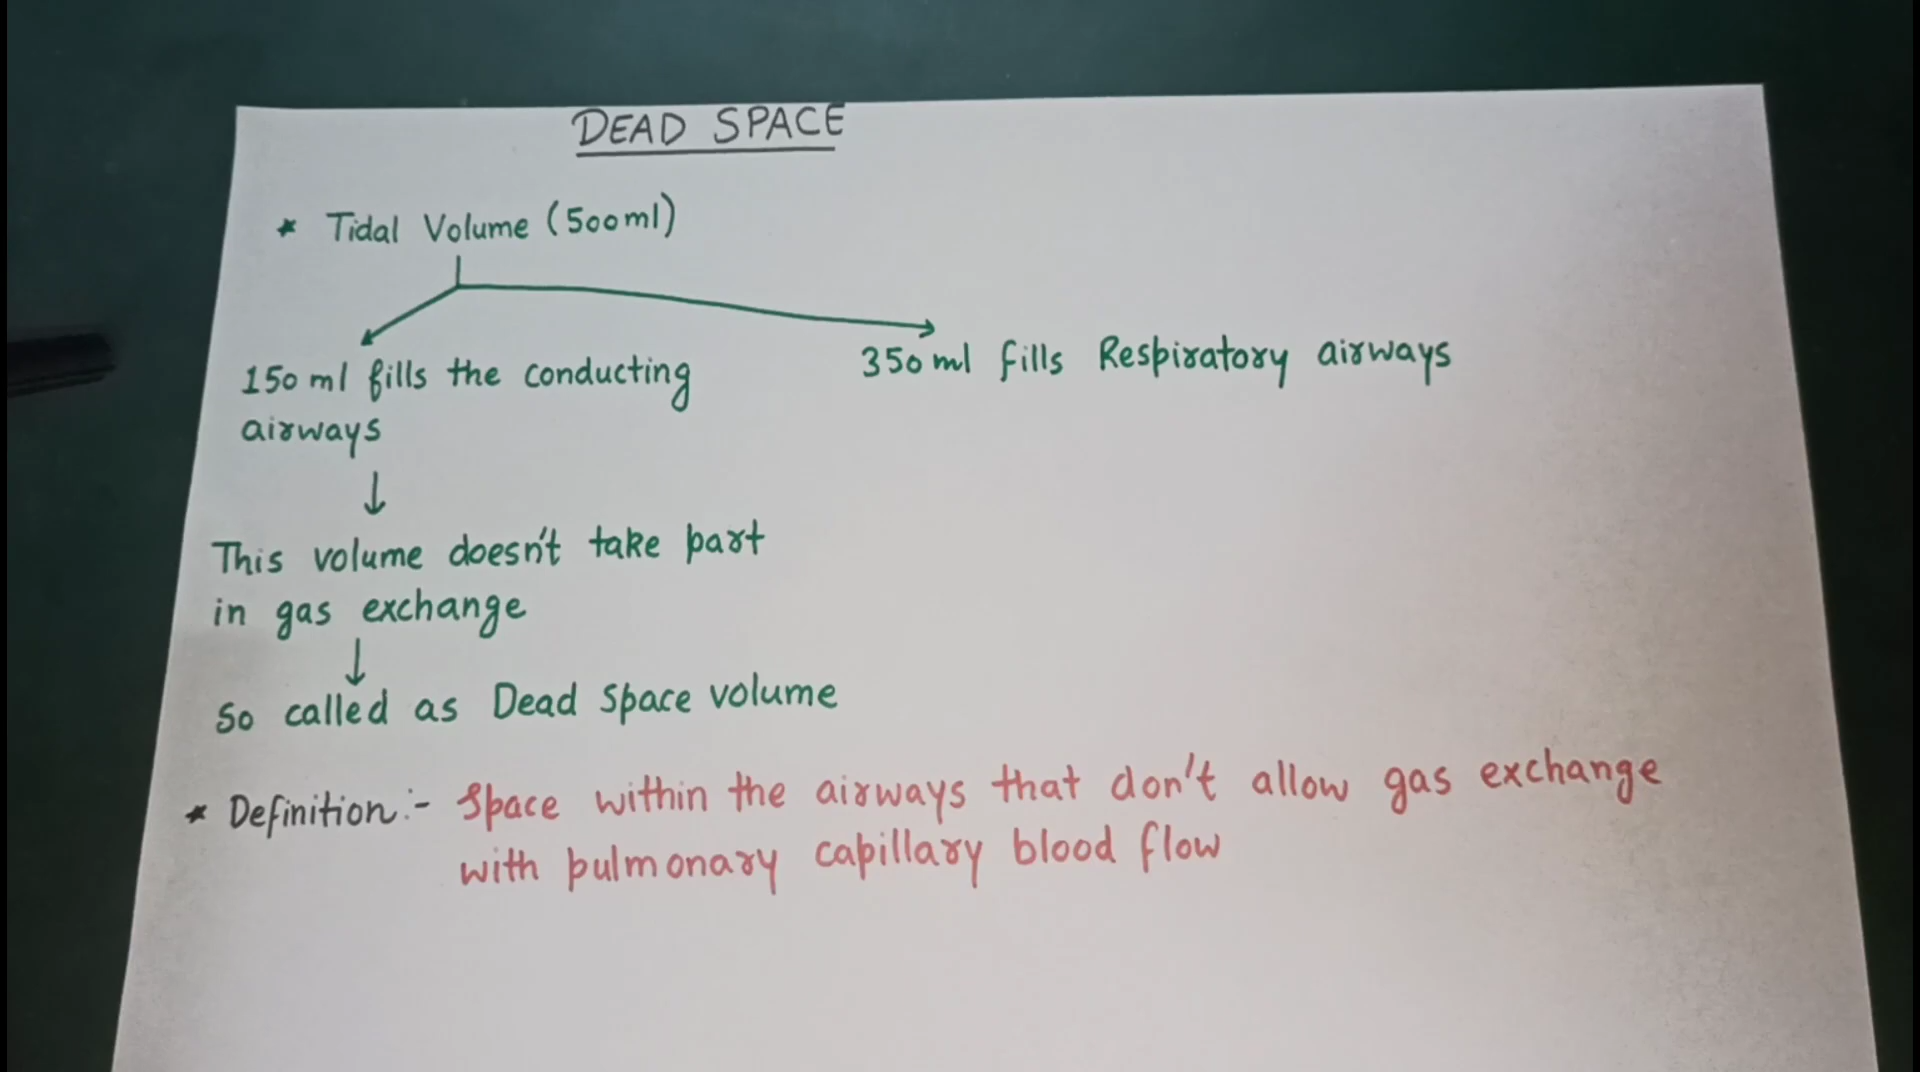 DEAD SPACE
* Tidal Volume (500ml)
150 ml fills the conducting
airways
350 ml fills Respiratory airways
↓
This volume doesn't take part
in gas exchange
↓
So called as Dead Space volume
* Definition:- Space within the airways that don't allow gas exchange
with pulmonary capillary blood flow